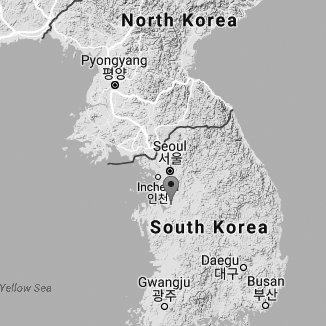 North Korea
Pyongyang
평양
Seoul
서울
Inche
인천
South Korea
Daegu
대구
Gwangju
광주
Busan
부산
Yellow Sea